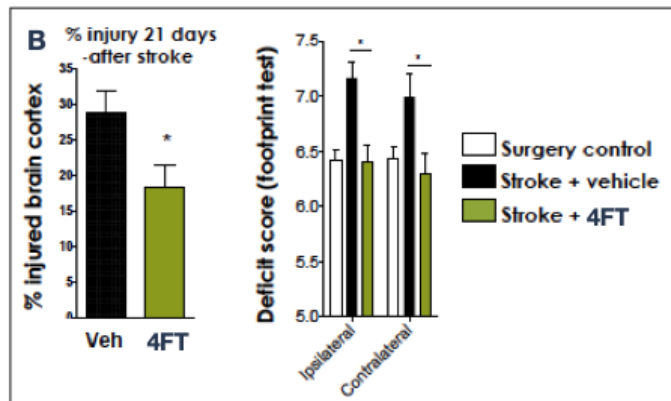 B
% injury 21 days
-after stroke
% injured brain cortex
35
30
25
20
15
10
5
0
*
Veh
4FT
Deficit score (footprint test)
7.5
7.0
6.5
6.0
5.5
5.0
*
*
Ipsilateral
Contralateral
Surgery control
Stroke + vehicle
Stroke + 4FT